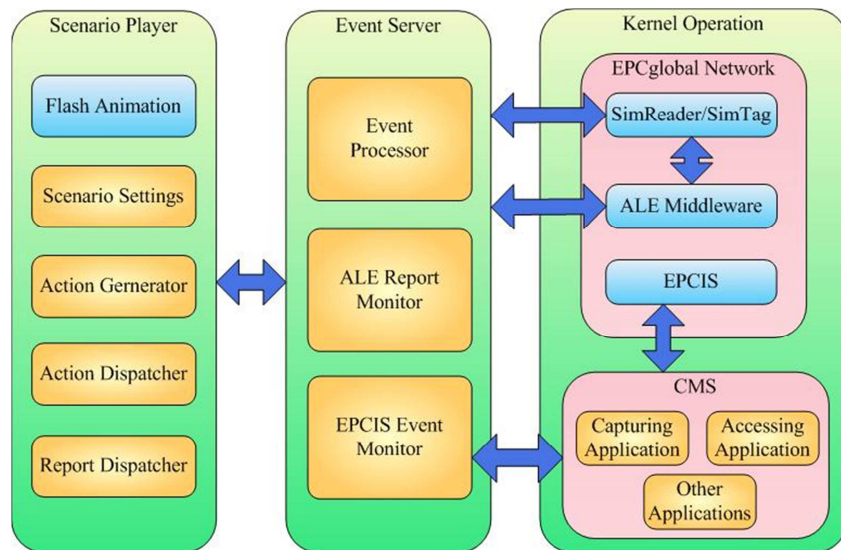 Scenario Player
Flash Animation
Scenario Settings
Action Gernerator
Action Dispatcher
Report Dispatcher
Event Server
Event
Processor
ALE Report
Monitor
EPCIS Event
Monitor
Kernel Operation
EPCglobal Network
SimReader/SimTag
ALE Middleware
EPCIS
CMS
Capturing
Application
Accessing
Application
Other
Applications